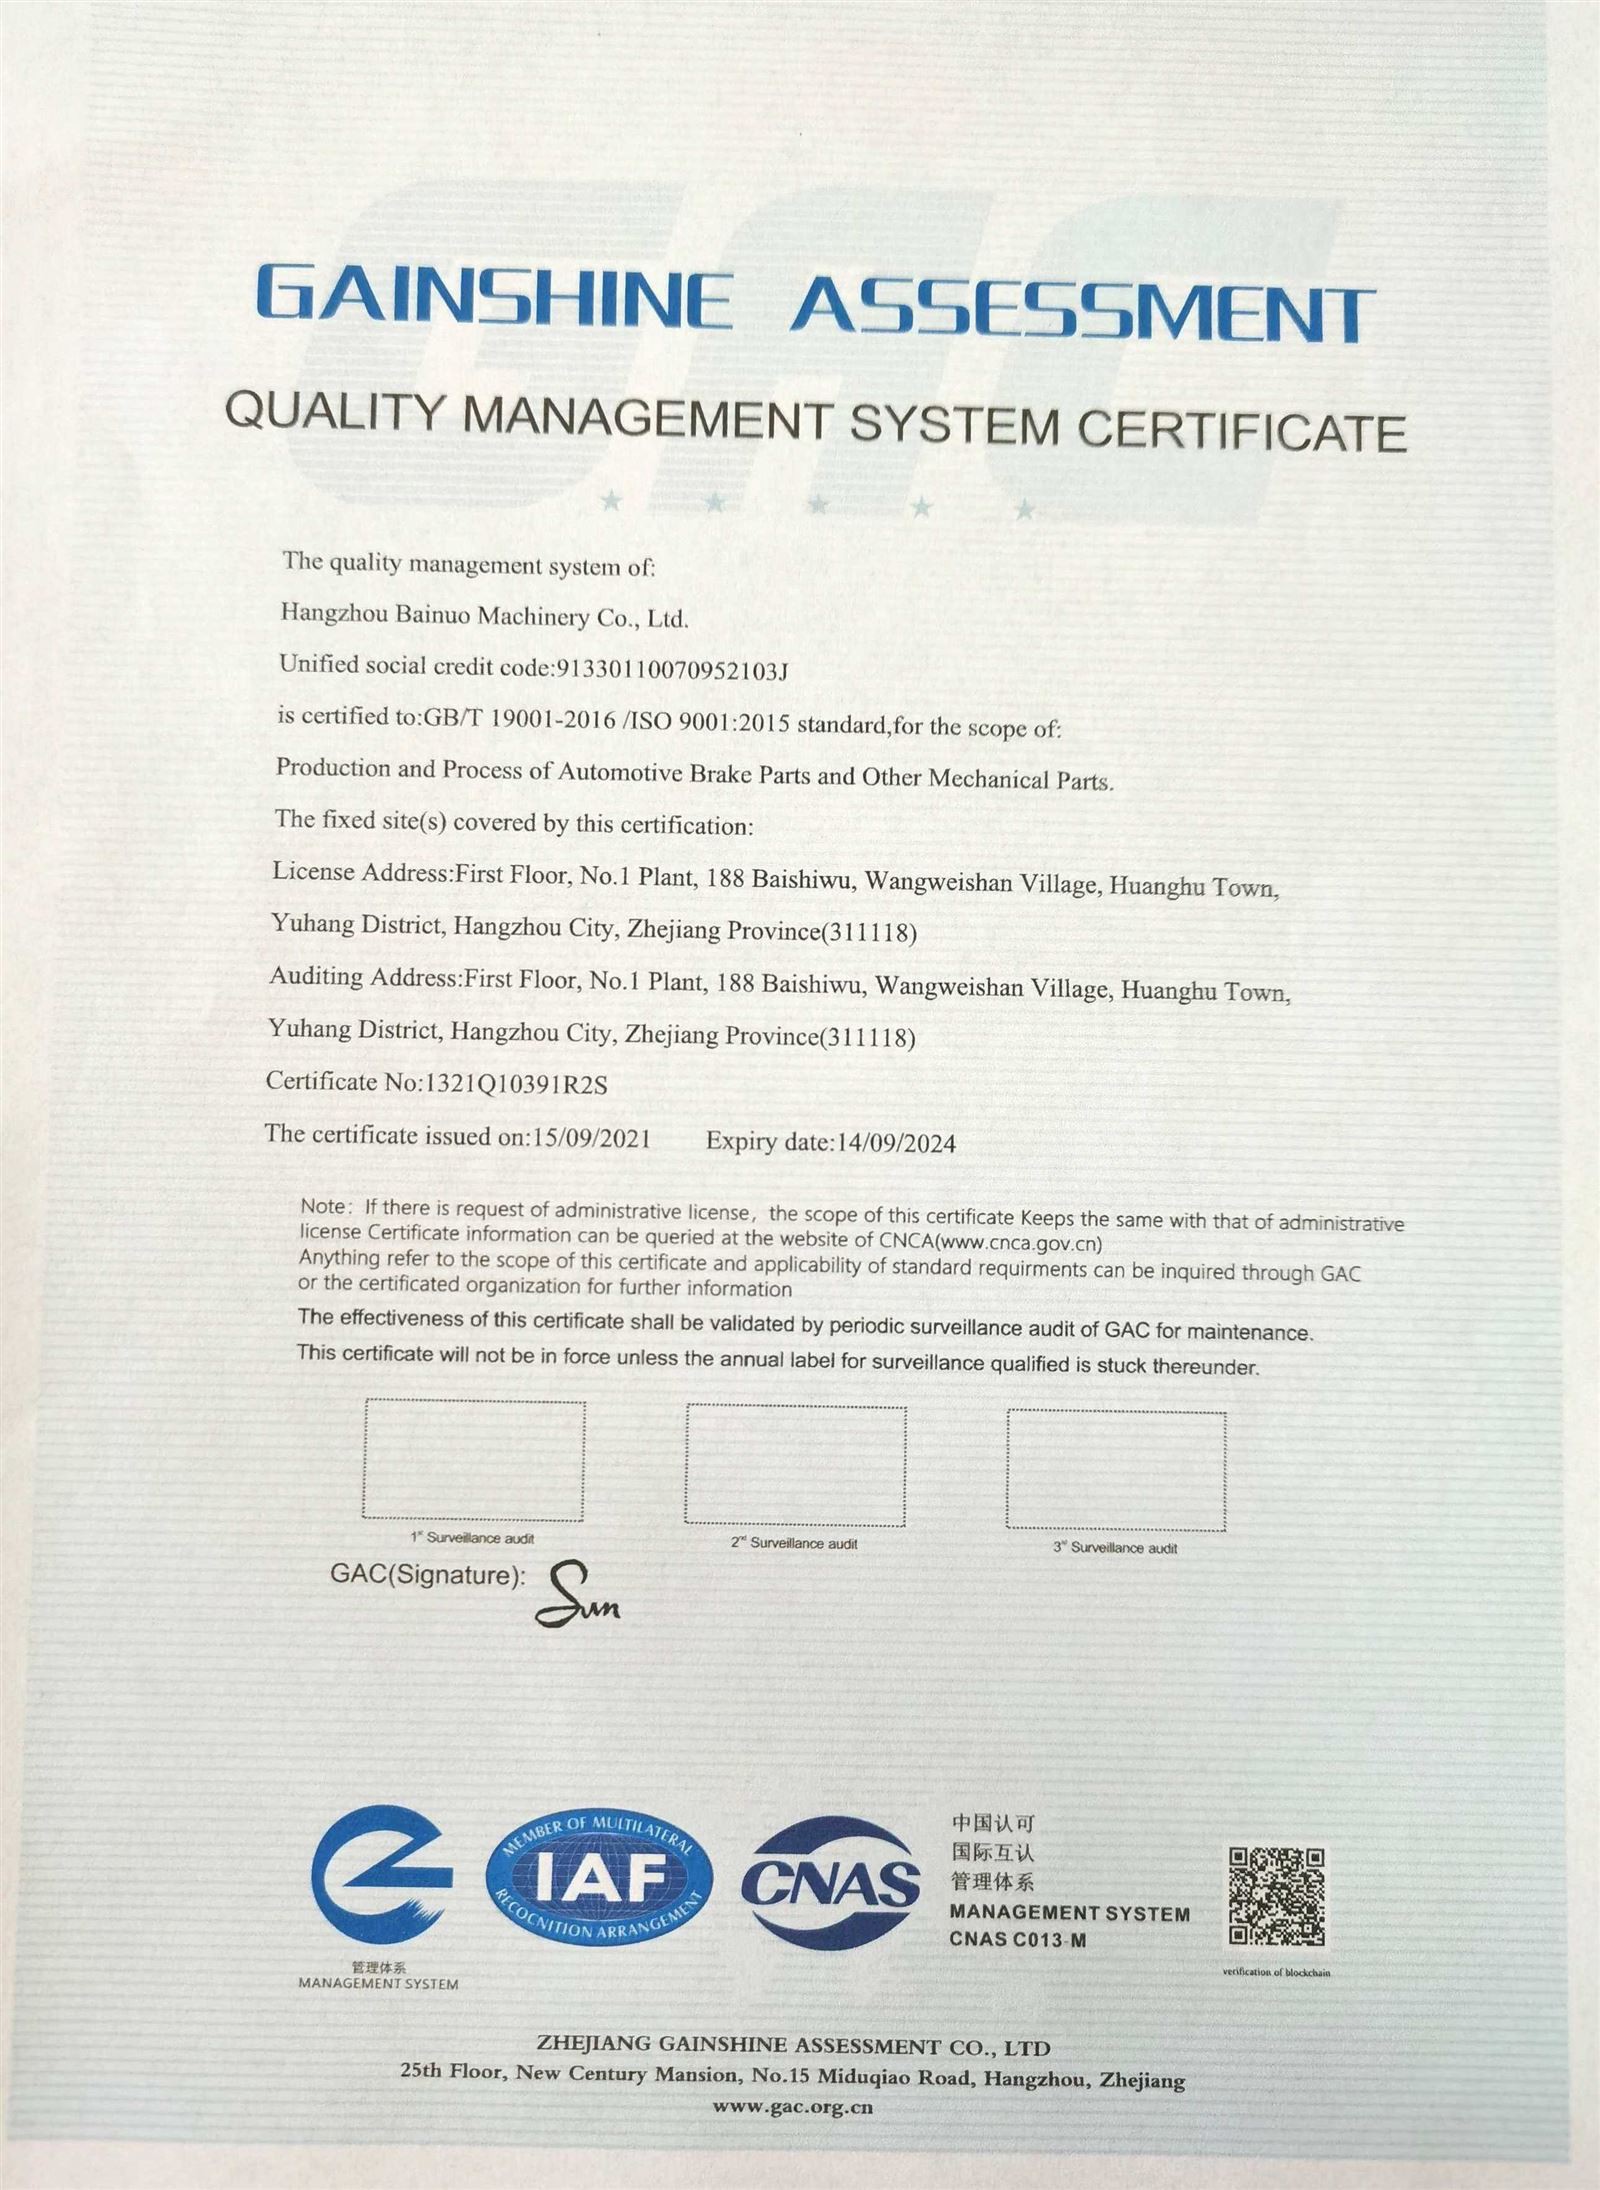 GAINSHINE ASSESSMENT
QUALITY MANAGEMENT SYSTEM CERTIFICATE
The quality management system of:
Hangzhou Bainuo Machinery Co., Ltd.
Unified social credit code:91330110070952103J
is certified to:GB/T 19001-2016 /ISO 9001:2015 standard,for the scope of:
Production and Process of Automotive Brake Parts and Other Mechanical Parts.
The fixed site(s) covered by this certification:
License Address:First Floor, No.1 Plant, 188 Baishiwu, Wangweishan Village, Huanghu Town,
Yuhang District, Hangzhou City, Zhejiang Province(311118)
Auditing Address:First Floor, No.1 Plant, 188 Baishiwu, Wangweishan Village, Huanghu Town,
Yuhang District, Hangzhou City, Zhejiang Province(311118)
Certificate No:1321Q10391R2S
The certificate issued on:15/09/2021 Expiry date:14/09/2024
Note: If there is request of administrative license, the scope of this certificate Keeps the same with that of administrative
license Certificate information can be queried at the website of CNCA(www.cnca.gov.cn)
Anything refer to the scope of this certificate and applicability of standard requirments can be inquired through GAC
or the certificated organization for further information
The effectiveness of this certificate shall be validated by periodic surveillance audit of GAC for maintenance.
This certificate will not be in force unless the annual label for surveillance qualified is stuck thereunder.
1st Surveillance audit 2nd Surveillance audit 3rd Surveillance audit
GAC(Signature): Sun
MEMBER OF MULTILATERAL
IAF
RECOGNITION ARRANGEMENT
CNAS
中国认可
国际互认
管理体系
MANAGEMENT SYSTEM
CNAS C013-M
管理体系
MANAGEMENT SYSTEM
verification of blockchain
ZHEJIANG GAINSHINE ASSESSMENT CO., LTD
25th Floor, New Century Mansion, No.15 Miduqiao Road, Hangzhou, Zhejiang
www.gac.org.cn